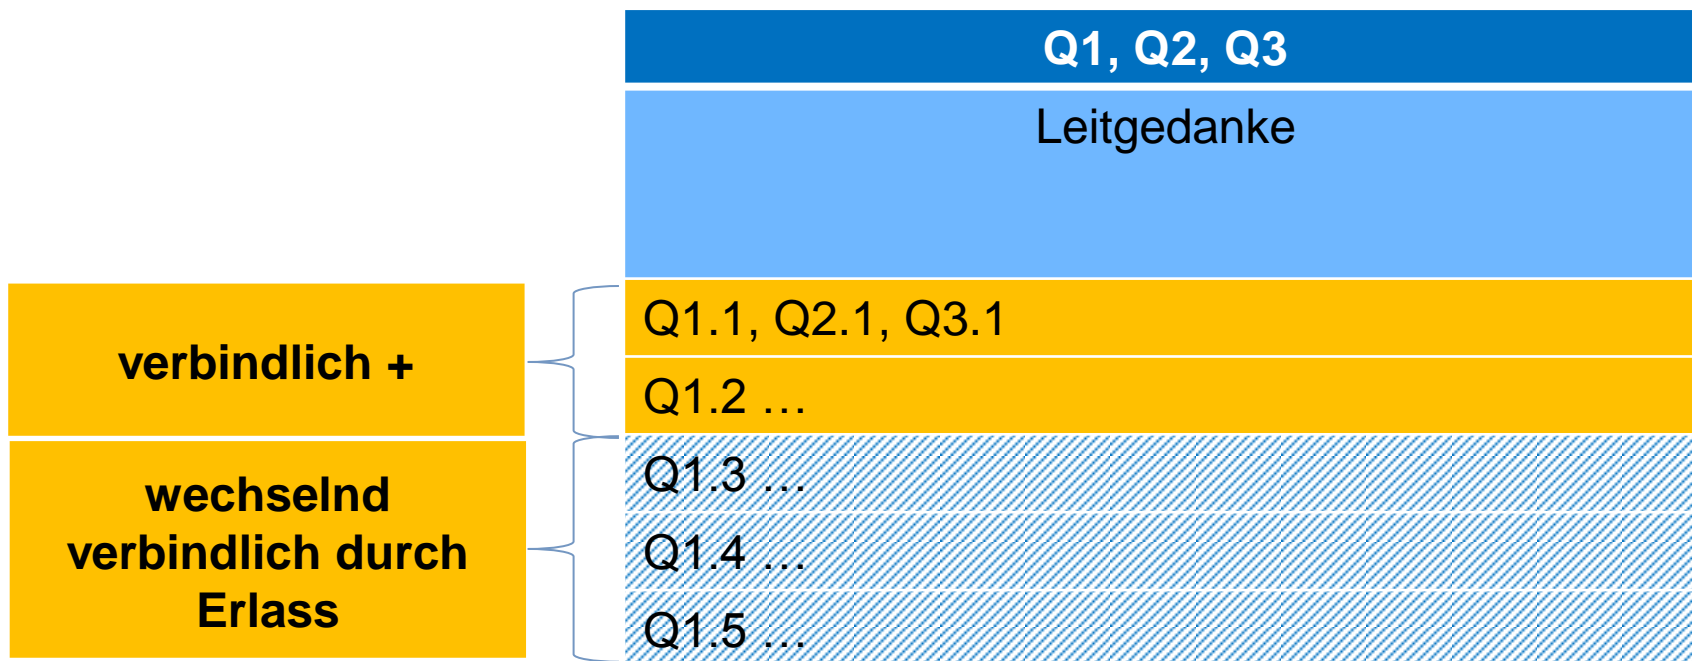 Q1, Q2, Q3
Leitgedanke
verbindlich +
Q1.1, Q2.1, Q3.1
Q1.2 …
wechselnd
verbindlich durch
Erlass
Q1.3 …
Q1.4 …
Q1.5 …